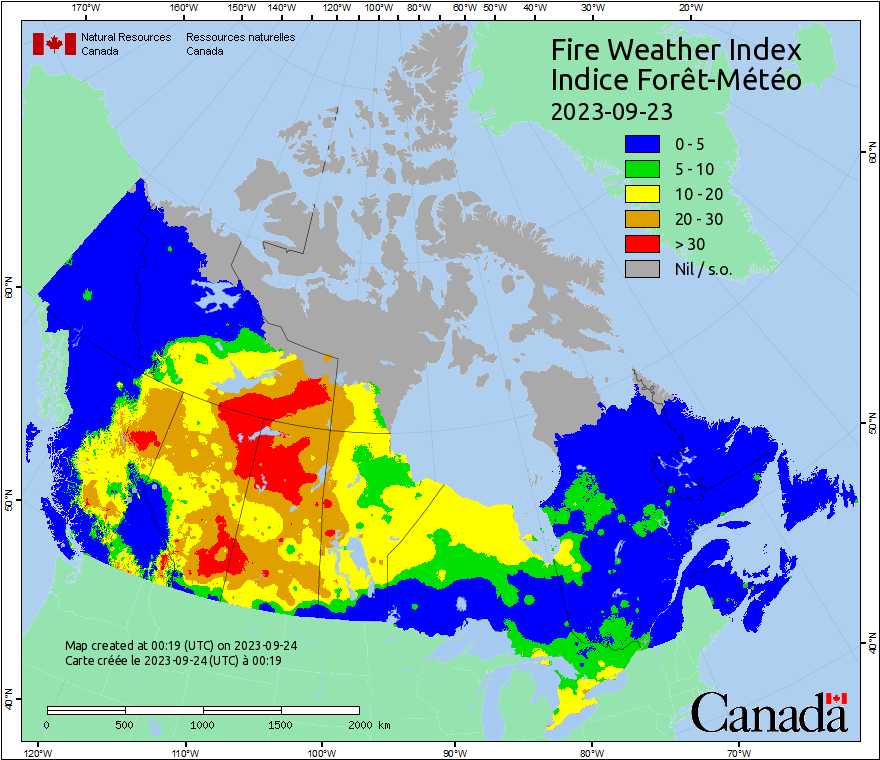 170°W 160°W 150°W 140°W 130°W 120°W 110°W 100°W 90°W 80°W 70°W 60°W 50°W 40°W 30°W 20°W
Natural Resources Ressources naturelles
Canada Canada
Fire Weather Index
Indice Forêt-Météo
2023-09-23
0 - 5
5 - 10
10 - 20
20 - 30
> 30
Nil / s.o.
60°N
60°N
50°N
50°N
40°N
40°N
Map created at 00:19 (UTC) on 2023-09-24
Carte créée le 2023-09-24 (UTC) à 00:19
0 500 1000 1500 2000 km
Canada
120°W 110°W 100°W 90°W 80°W 70°W